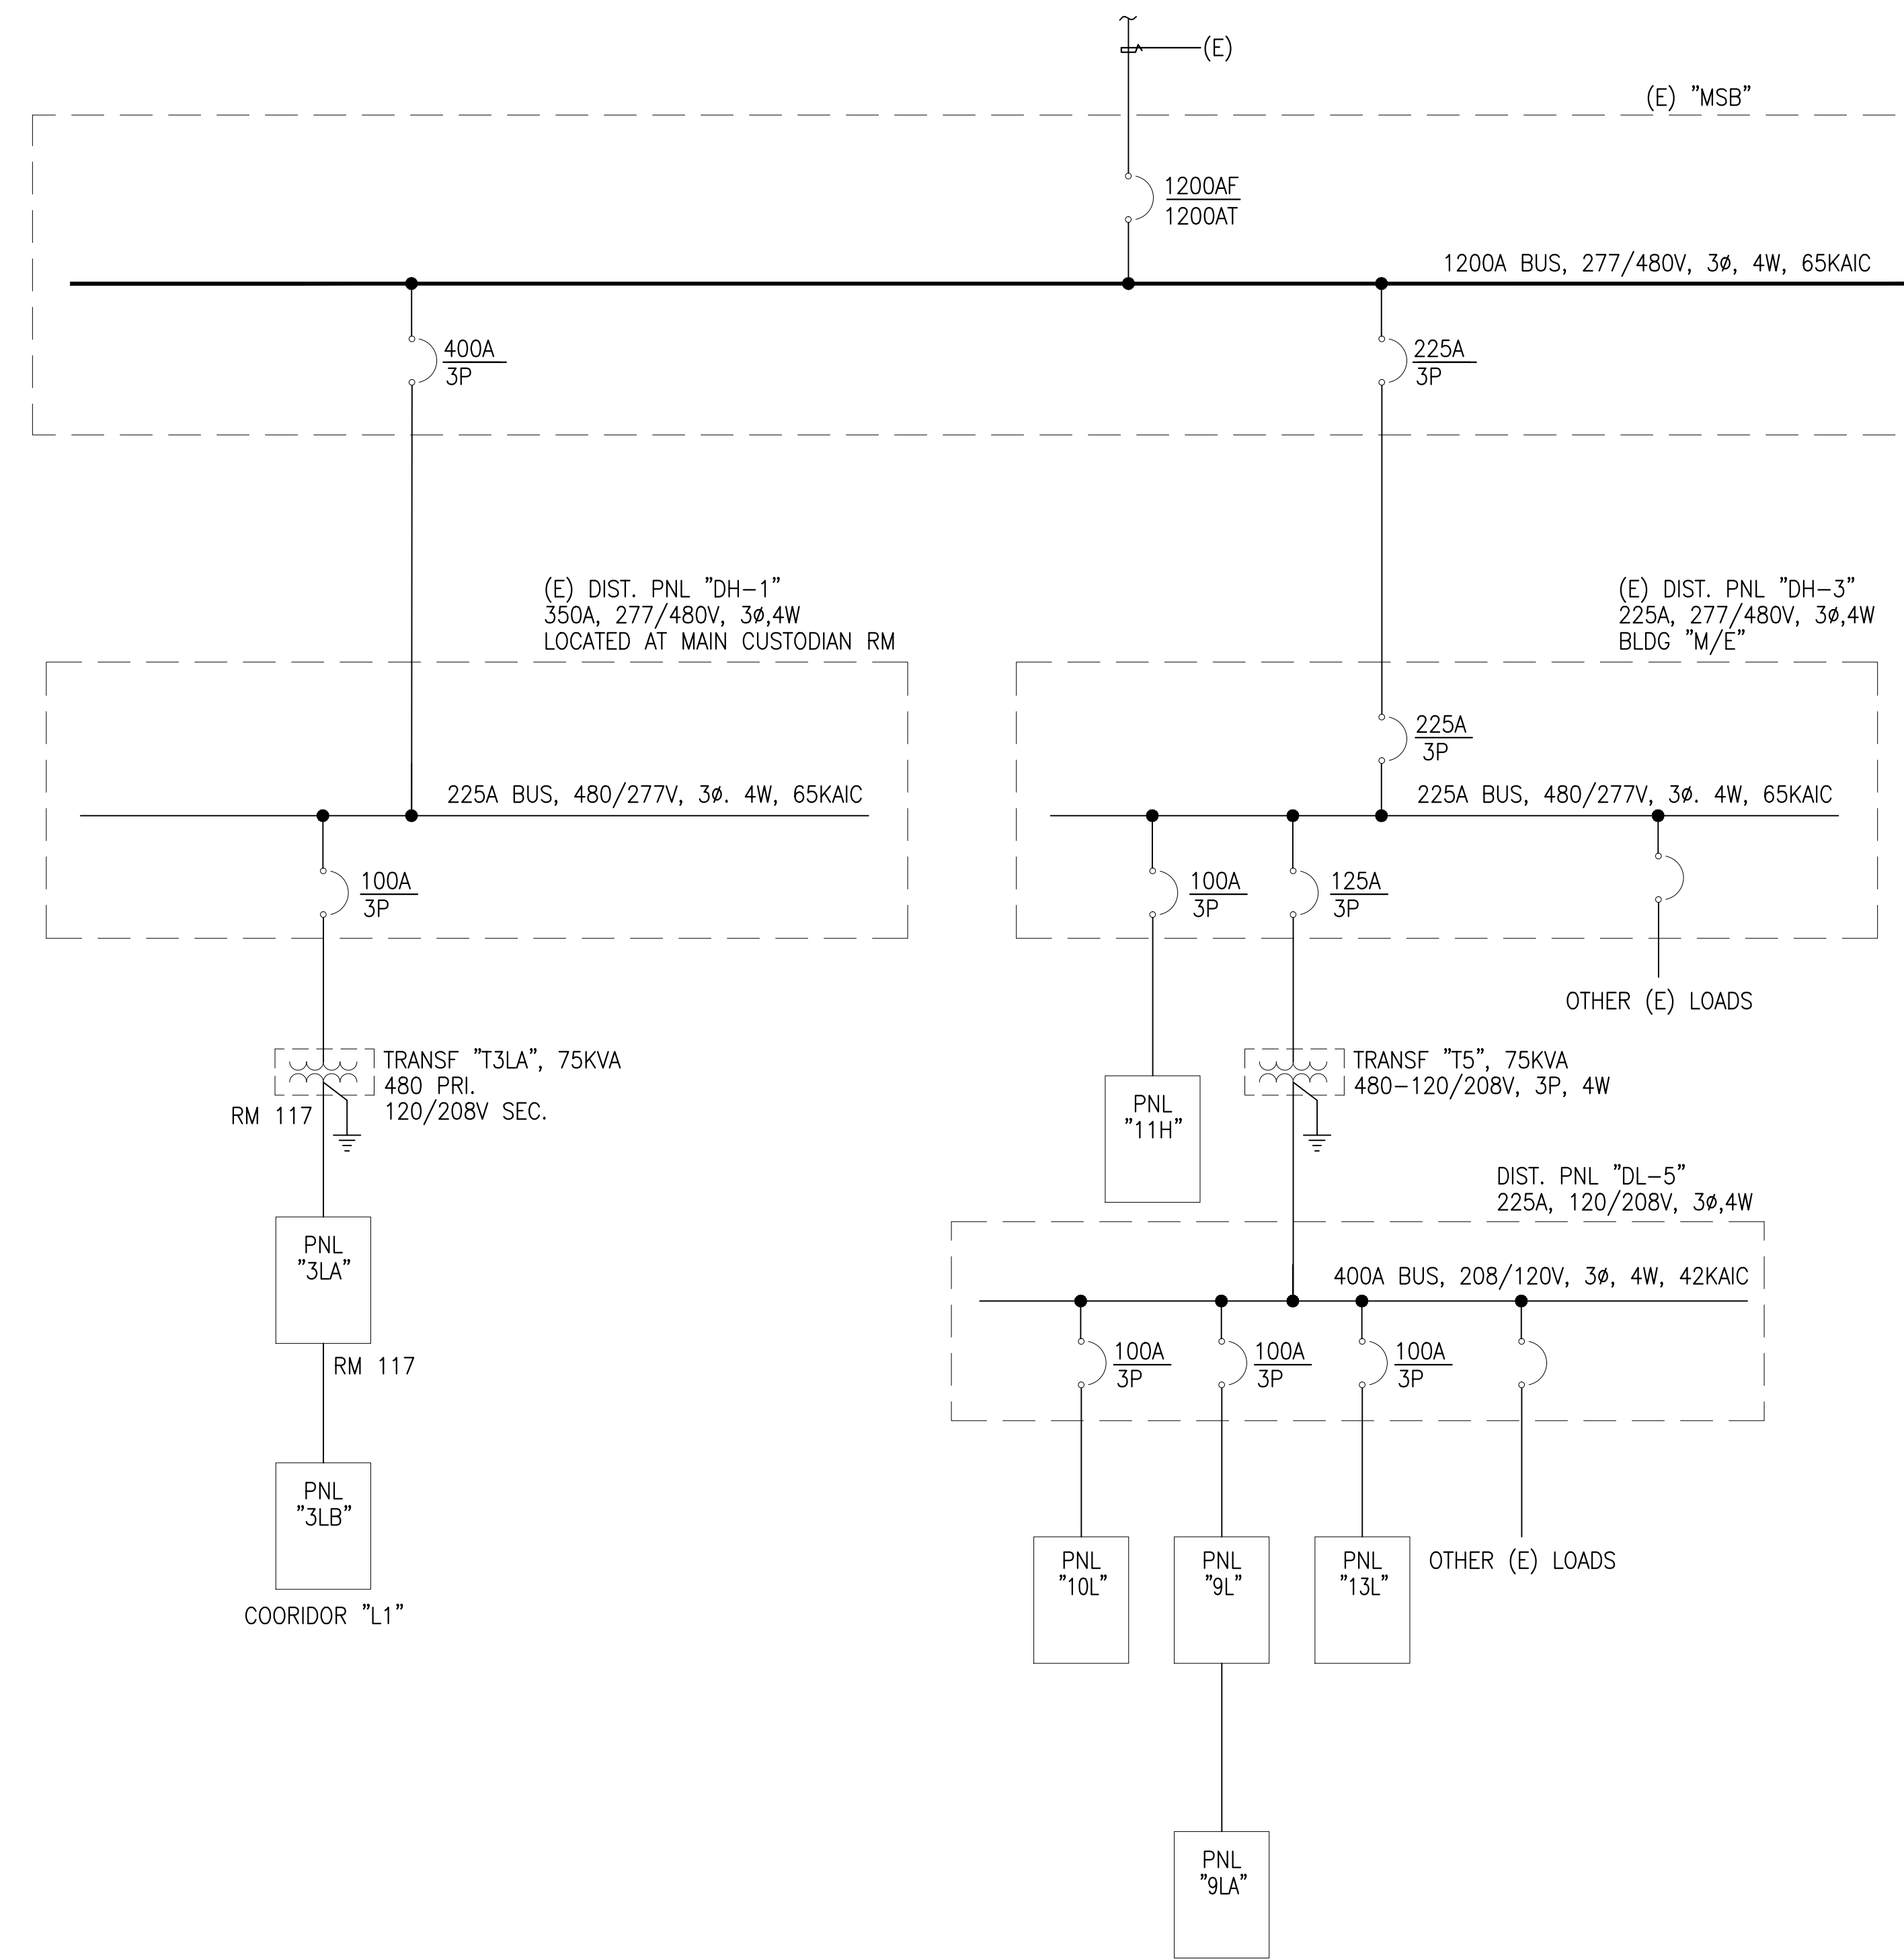 (E)
(E) "MSB"
1200AF
1200AT
1200A BUS, 277/480V, 3ø, 4W, 65KAIC
400A
3P
225A
3P
(E) DIST. PNL "DH-1"
350A, 277/480V, 3ø,4W
LOCATED AT MAIN CUSTODIAN RM
(E) DIST. PNL "DH-3"
225A, 277/480V, 3ø,4W
BLDG "M/E"
225A
3P
225A BUS, 480/277V, 3ø. 4W, 65KAIC
225A BUS, 480/277V, 3ø. 4W, 65KAIC
100A
3P
100A
3P
125A
3P
OTHER (E) LOADS
TRANSF "T3LA", 75KVA
480 PRI.
120/208V SEC.
RM 117
TRANSF "T5", 75KVA
480-120/208V, 3P, 4W
PNL
"11H"
DIST. PNL "DL-5"
225A, 120/208V, 3ø,4W
PNL
"3LA"
400A BUS, 208/120V, 3ø, 4W, 42KAIC
RM 117
100A
3P
100A
3P
100A
3P
PNL
"3LB"
COORIDOR "L1"
PNL
"10L"
PNL
"9L"
PNL
"13L"
OTHER (E) LOADS
PNL
"9LA"